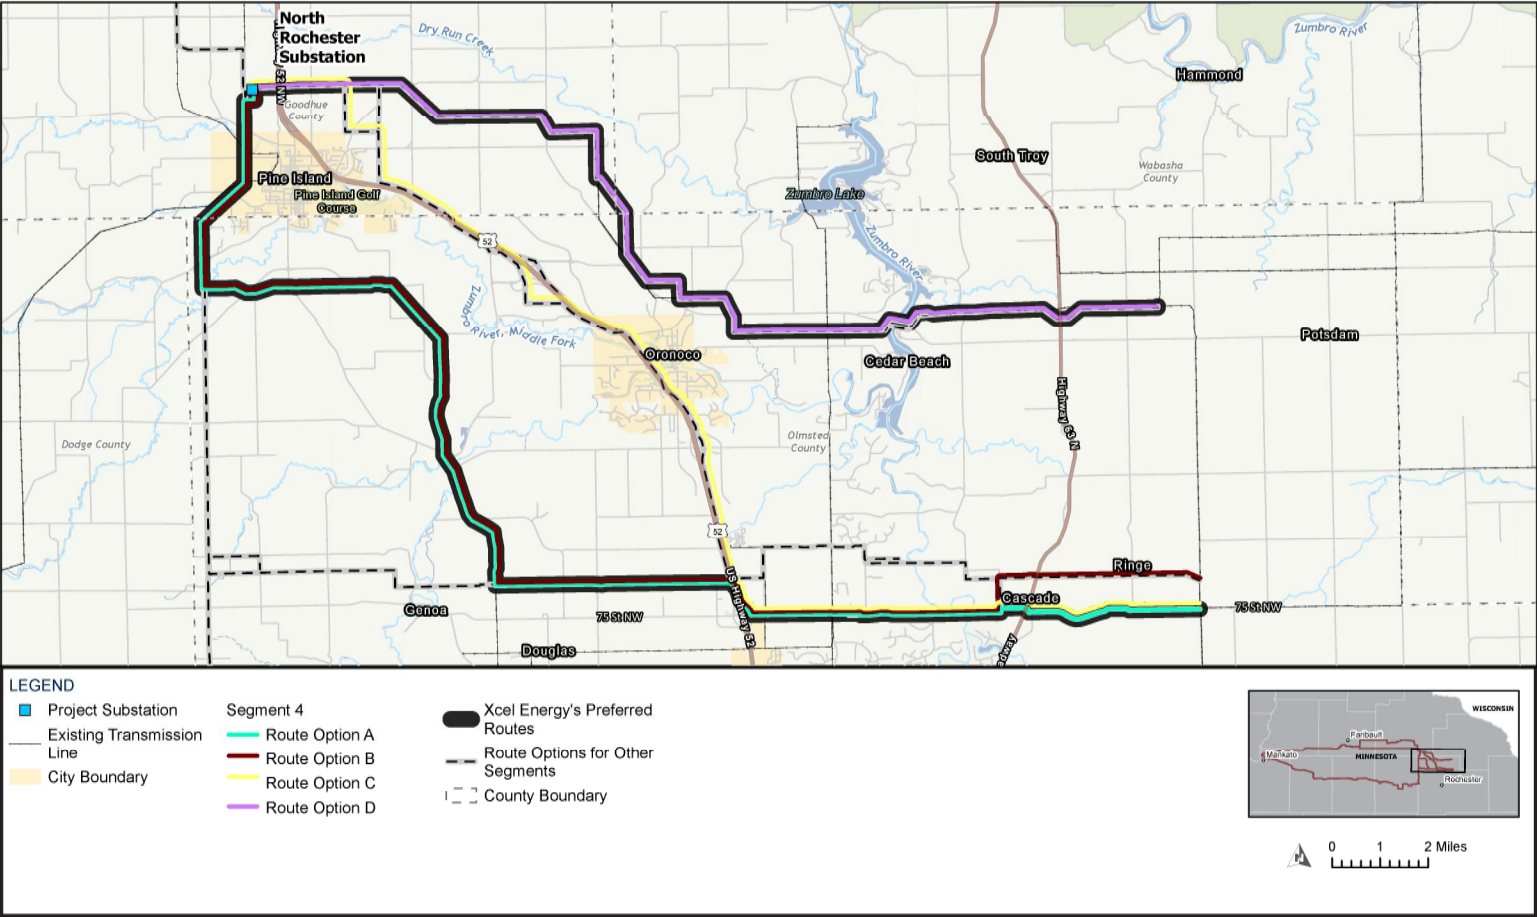 North
Rochester
Substation
Dry Run Creek
Zumbro River
Hammond
52 NW
Goodhue
County
South Troy
Wabasha
County
Pine Island
Pine Island Golf
Course
Zumbro Lake
52
Zumbro River
Zumbro River, Middle Fork
Potsdam
Oronoco
Cedar Beach
Highway 63 N
Dodge County
Olmsted
County
52
Ringe
US Highway 52
Cascade
Genoa
75 St NW
75 St NW
Douglas
adway
LEGEND
Project Substation
Existing Transmission
Line
City Boundary
Segment 4
Route Option A
Route Option B
Route Option C
Route Option D
Xcel Energy's Preferred
Routes
Route Options for Other
Segments
County Boundary
WISCONSIN
Faribault
Mankato
MINNESOTA
Rochester
N
0 1 2 Miles